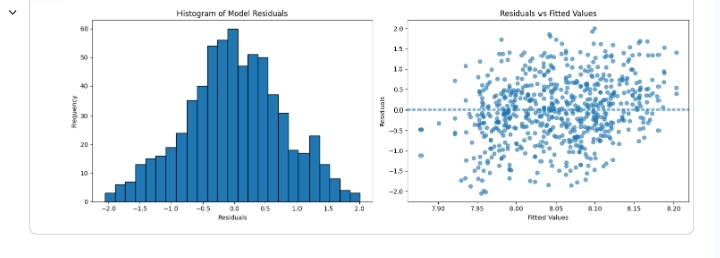 Histogram of Model Residuals
60
50
40
30
20
10
0
Frequency
−2.0 −1.5 −1.0 −0.5 0.0 0.5 1.0 1.5 2.0
Residuals
Residuals vs Fitted Values
2.0
1.5
1.0
0.5
0.0
−0.5
−1.0
−1.5
−2.0
Residuals
7.90 7.95 8.00 8.05 8.10 8.15 8.20
Fitted Values